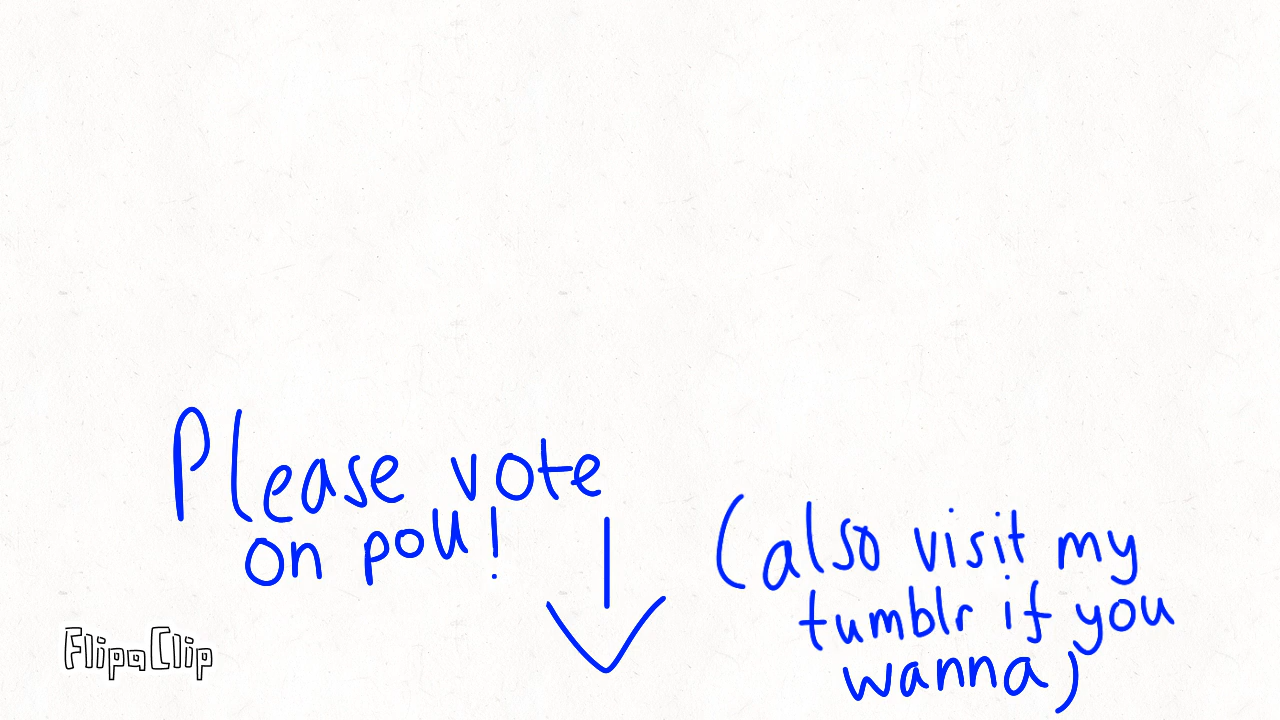 Please vote
on poll!
(also visit my
tumblr if you
wanna)
FlipaClip